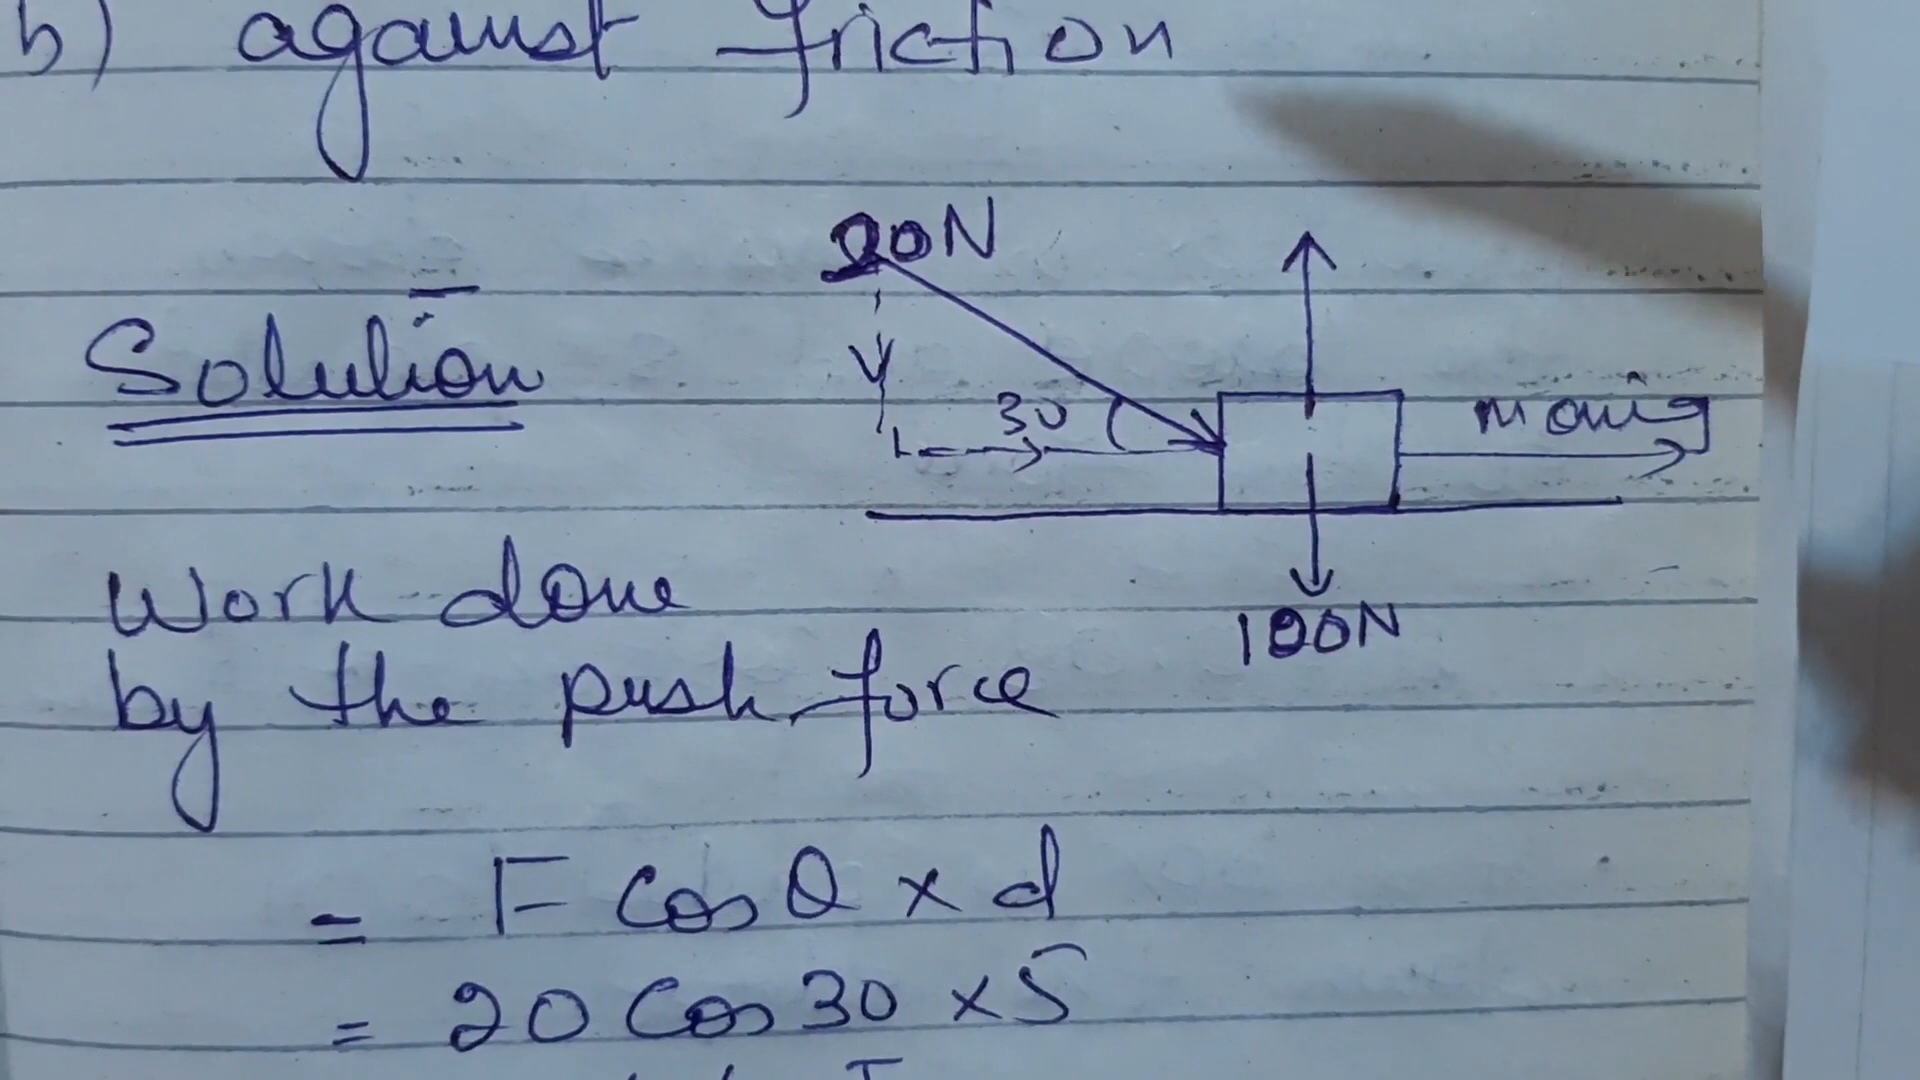 b) against friction
20N
Solution
30
moving
100N
Work done
by the push force
= F Cos θ x d
= 20 Cos 30 x 5